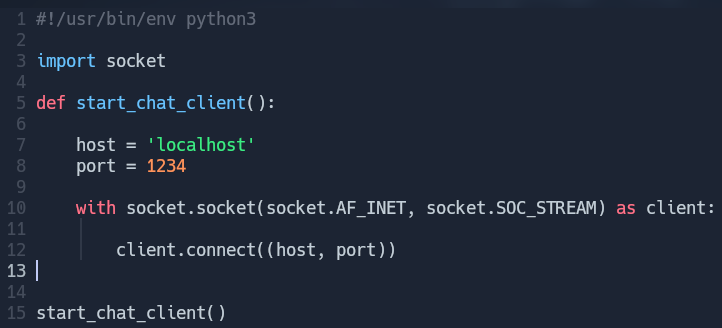 1 #!/usr/bin/env python3
2
3 import socket
4
5 def start_chat_client():
6
7     host = 'localhost'
8     port = 1234
9
10     with socket.socket(socket.AF_INET, socket.SOC_STREAM) as client:
11
12         client.connect((host, port))
13
14
15 start_chat_client()